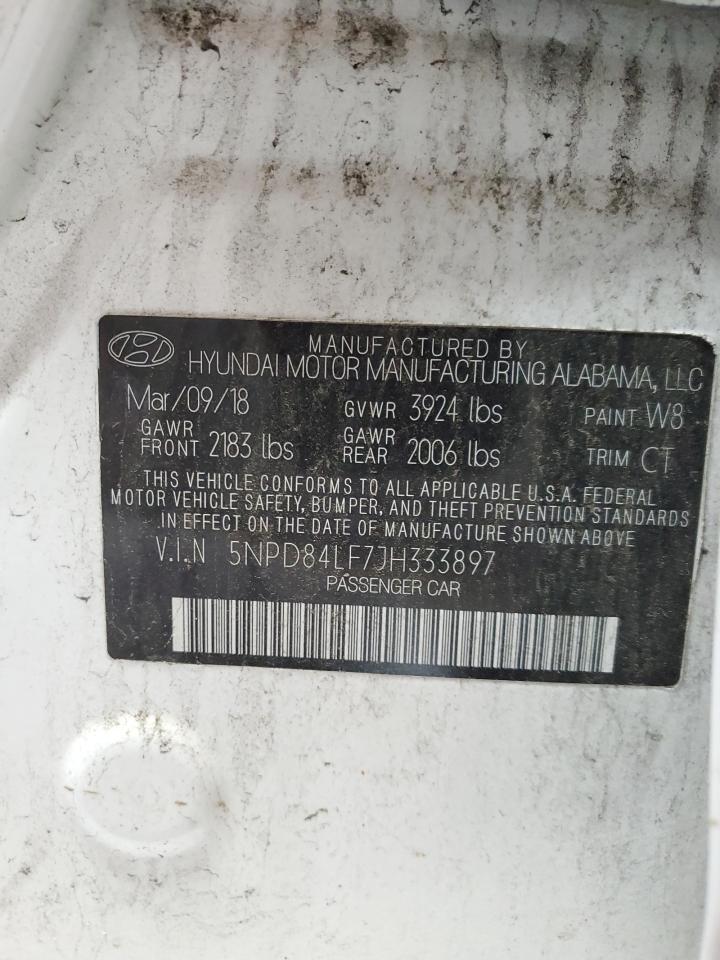 MANUFACTURED BY
HYUNDAI MOTOR MANUFACTURING ALABAMA, LLC
Mar/09/18 GVWR 3924 lbs PAINT W8
GAWR FRONT 2183 lbs GAWR REAR 2006 lbs TRIM CT
THIS VEHICLE CONFORMS TO ALL APPLICABLE U.S.A. FEDERAL
MOTOR VEHICLE SAFETY, BUMPER, AND THEFT PREVENTION STANDARDS
IN EFFECT ON THE DATE OF MANUFACTURE SHOWN ABOVE
V.I.N 5NPD84LF7JH333897
PASSENGER CAR